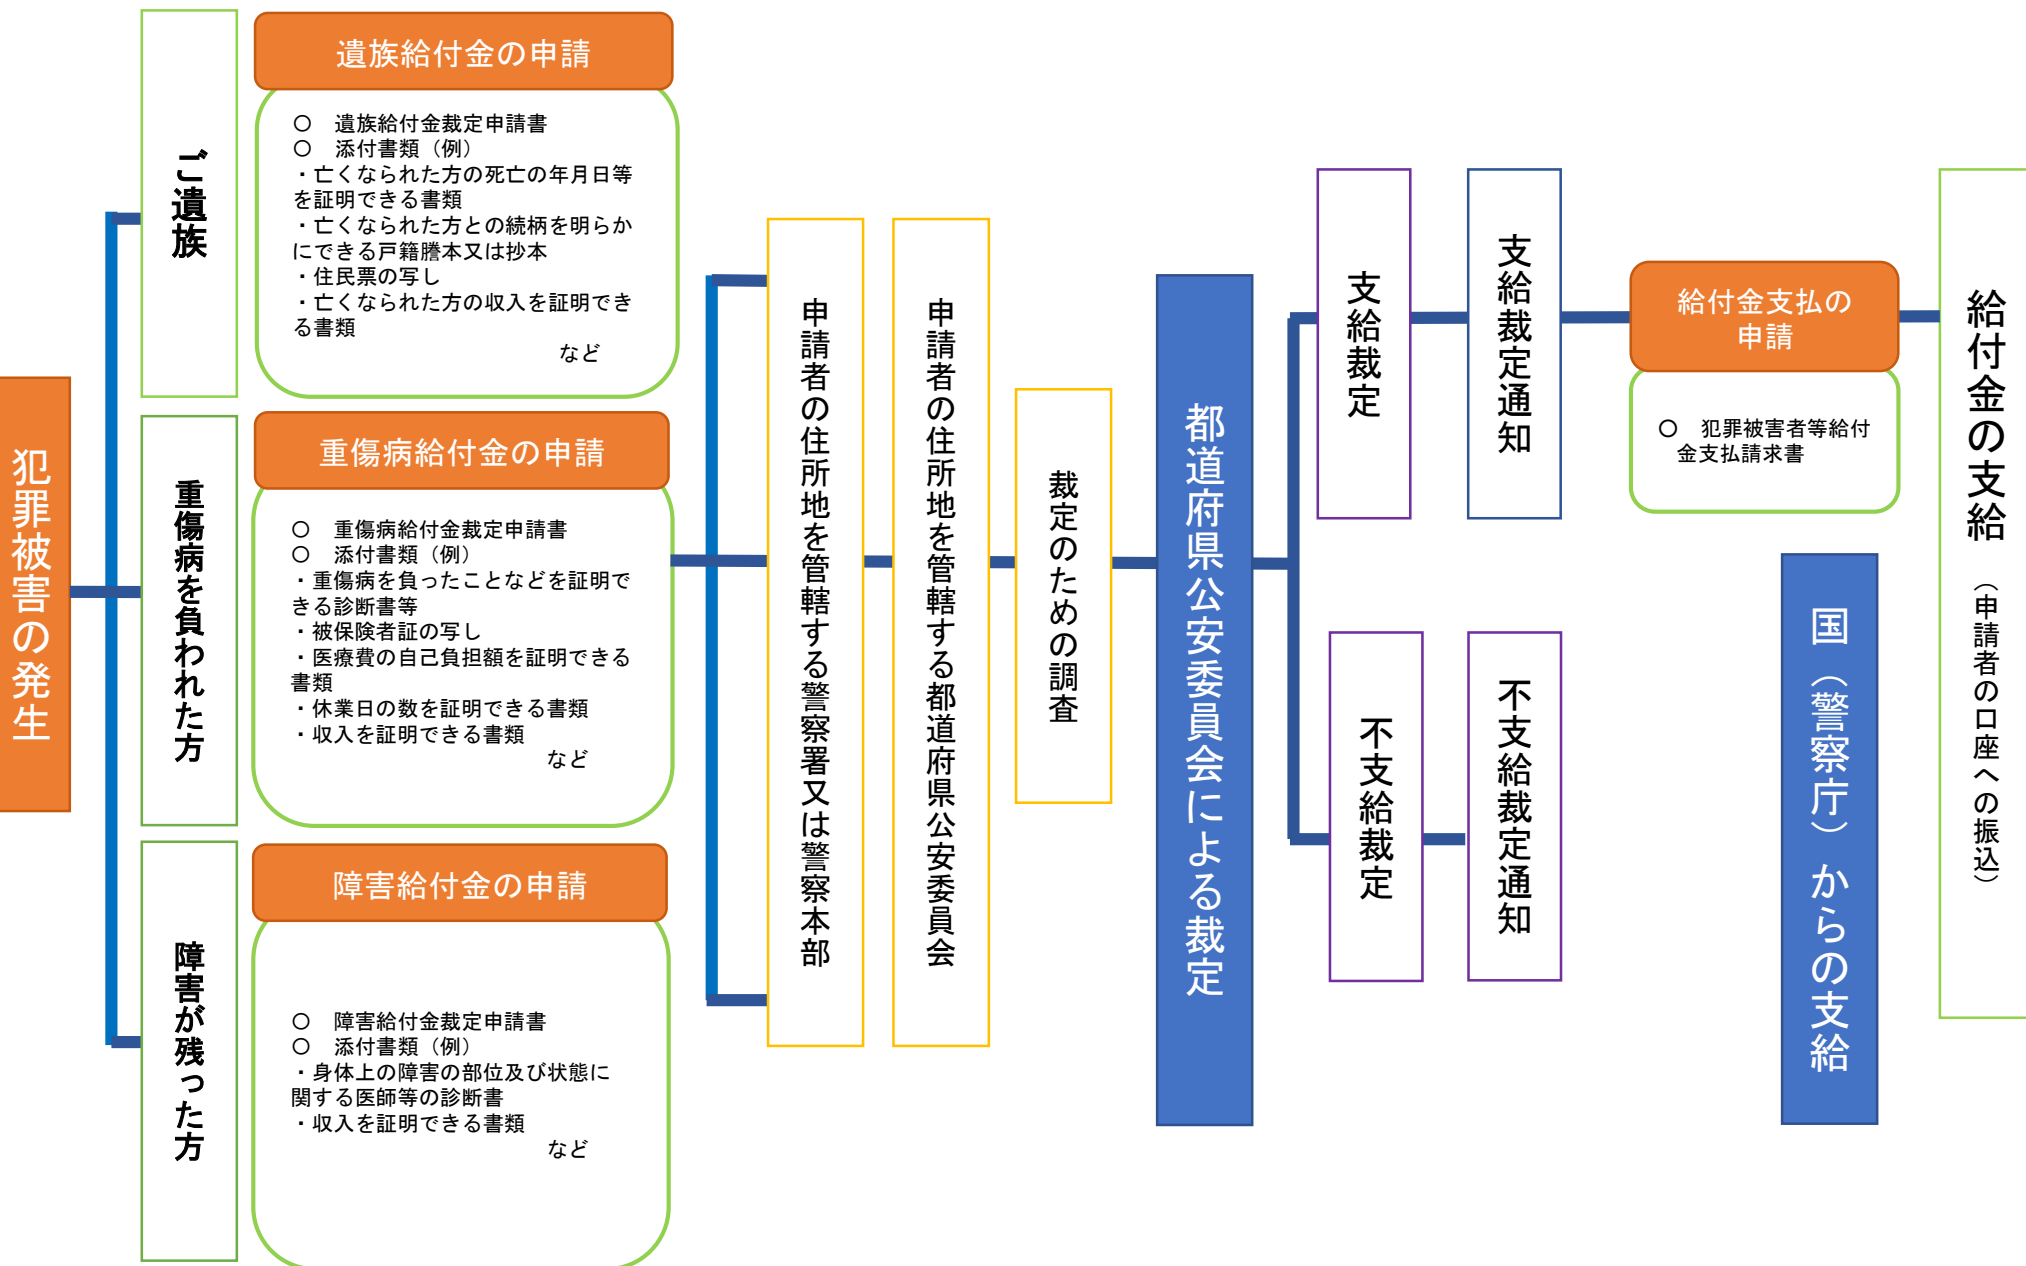 犯罪被害の発生
ご遺族
遺族給付金の申請
○　遺族給付金裁定申請書
○　添付書類（例）
・亡くなられた方の死亡の年月日等
を証明できる書類
・亡くなられた方との続柄を明らか
にできる戸籍謄本又は抄本
・住民票の写し
・亡くなられた方の収入を証明でき
る書類
など
重傷病を負われた方
重傷病給付金の申請
○　重傷病給付金裁定申請書
○　添付書類（例）
・重傷病を負ったことなどを証明で
きる診断書等
・被保険者証の写し
・医療費の自己負担額を証明できる
書類
・休業日の数を証明できる書類
・収入を証明できる書類
など
障害が残った方
障害給付金の申請
○　障害給付金裁定申請書
○　添付書類（例）
・身体上の障害の部位及び状態に
関する医師等の診断書
・収入を証明できる書類
など
申請者の住所地を管轄する警察署又は警察本部
申請者の住所地を管轄する都道府県公安委員会
裁定のための調査
都道府県公安委員会による裁定
支給裁定
支給裁定通知
不支給裁定
不支給裁定通知
給付金支払の
申請
○　犯罪被害者等給付
金支払請求書
国（警察庁）からの支給
給付金の支給（申請者の口座への振込）